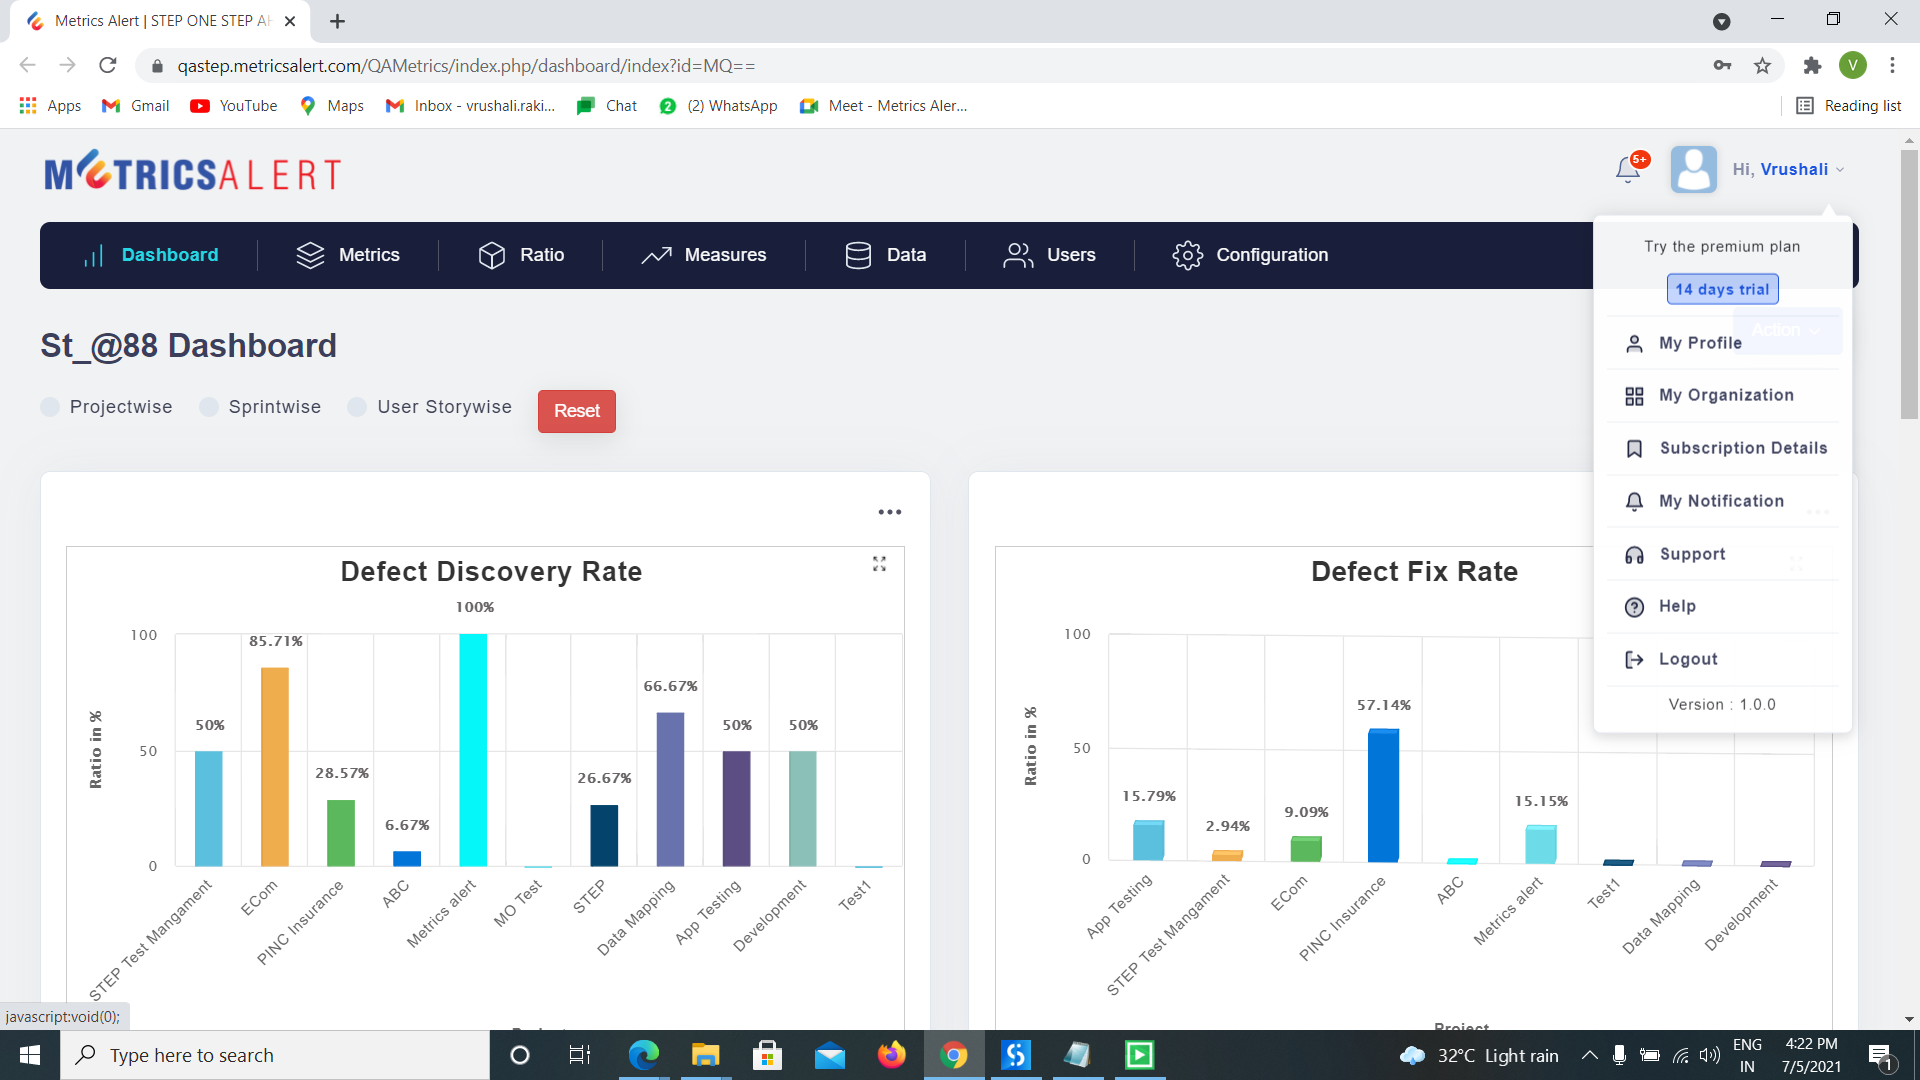 Metrics Alert | STEP ONE STEP AH
qastep.metricsalert.com/QAMetrics/index.php/dashboard/index?id=MQ==
V
Apps
Gmail
YouTube
Maps
Inbox - vrushali.raki...
Chat
2
(2) WhatsApp
Meet - Metrics Aler...
Reading list
METRICSALERT
5+
Hi, Vrushali
Dashboard
Metrics
Ratio
Measures
Data
Users
Configuration
Try the premium plan
14 days trial
Action
My Profile
My Organization
Subscription Details
My Notification
Support
Help
Logout
Version : 1.0.0
St_@88 Dashboard
Projectwise
Sprintwise
User Storywise
Reset
Defect Discovery Rate
Ratio in %
100
50
0
50%
85.71%
28.57%
6.67%
100%
26.67%
66.67%
50%
50%
STEP Test Mangament
ECom
PINC Insurance
ABC
Metrics alert
MO Test
STEP
Data Mapping
App Testing
Development
Test1
Defect Fix Rate
Ratio in %
100
50
0
15.79%
2.94%
9.09%
57.14%
15.15%
App Testing
STEP Test Mangament
ECom
PINC Insurance
ABC
Metrics alert
Test1
Data Mapping
Development
Project
javascript:void(0);
Type here to search
32°C Light rain
ENG
IN
4:22 PM
7/5/2021
1